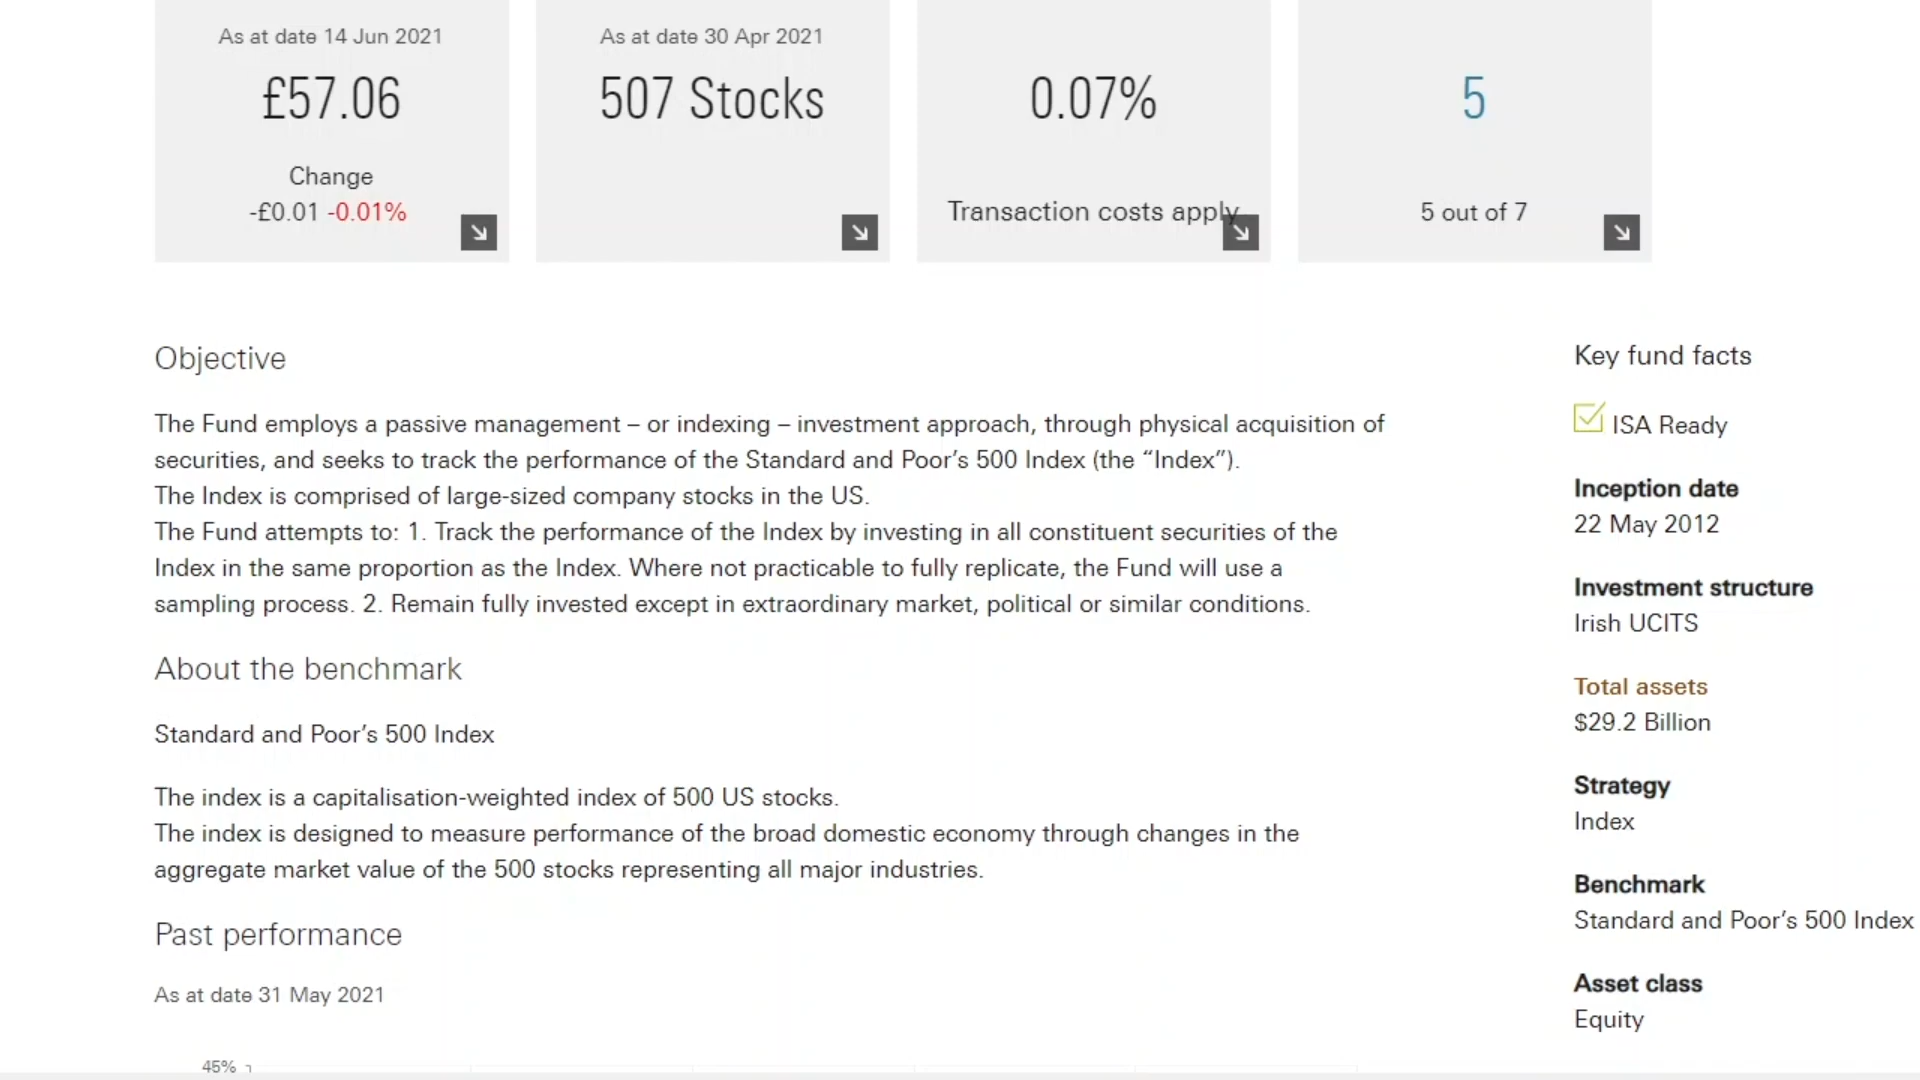 As at date 14 Jun 2021
£57.06
Change
-£0.01 -0.01%
As at date 30 Apr 2021
507 Stocks
0.07%
Transaction costs apply
5
5 out of 7
Objective
The Fund employs a passive management – or indexing – investment approach, through physical acquisition of
securities, and seeks to track the performance of the Standard and Poor’s 500 Index (the “Index”).
The Index is comprised of large-sized company stocks in the US.
The Fund attempts to: 1. Track the performance of the Index by investing in all constituent securities of the
Index in the same proportion as the Index. Where not practicable to fully replicate, the Fund will use a
sampling process. 2. Remain fully invested except in extraordinary market, political or similar conditions.
About the benchmark
Standard and Poor’s 500 Index
The index is a capitalisation-weighted index of 500 US stocks.
The index is designed to measure performance of the broad domestic economy through changes in the
aggregate market value of the 500 stocks representing all major industries.
Past performance
As at date 31 May 2021
45%
Key fund facts
ISA Ready
Inception date
22 May 2012
Investment structure
Irish UCITS
Total assets
$29.2 Billion
Strategy
Index
Benchmark
Standard and Poor’s 500 Index
Asset class
Equity